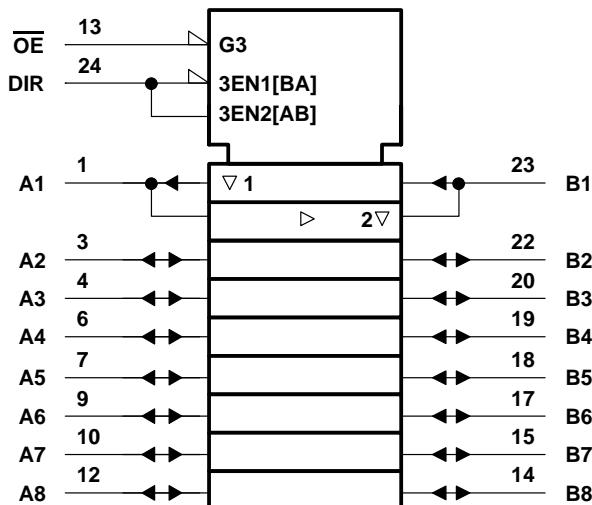 13
OE G3
24
DIR 3EN1[BA]
3EN2[AB]
1 23
A1 1 B1
2
3 22
A2 B2
4 20
A3 B3
6 19
A4 B4
7 18
A5 B5
9 17
A6 B6
10 15
A7 B7
12 14
A8 B8